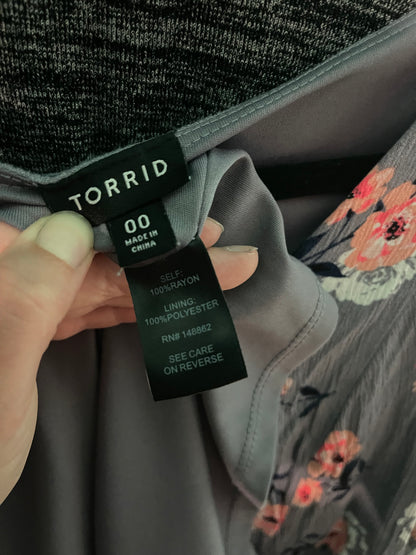 TORRID
00
MADE IN
CHINA
SELF:
100%RAYON
LINING:
100%POLYESTER
RN# 148862
SEE CARE
ON REVERSE